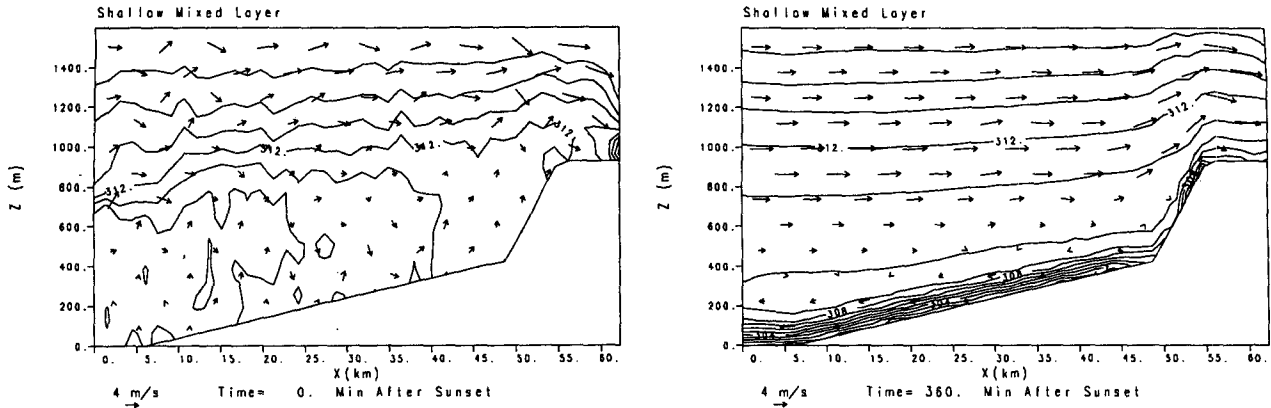 Shallow Mixed Layer
Z (m)
1400.
1200.
1000.
800.
600.
400.
200.
0.
312.
312.
312.
312.
0. 5. 10. 15. 20. 25. 30. 35. 40. 45. 50. 55. 60.
X(km)
4 m/s Time= 0. Min After Sunset
Shallow Mixed Layer
Z (m)
1400.
1200.
1000.
800.
600.
400.
200.
0.
312.
312.
312.
308
308
304
0. 5. 10. 15. 20. 25. 30. 35. 40. 45. 50. 55. 60.
X(km)
4 m/s Time= 360. Min After Sunset